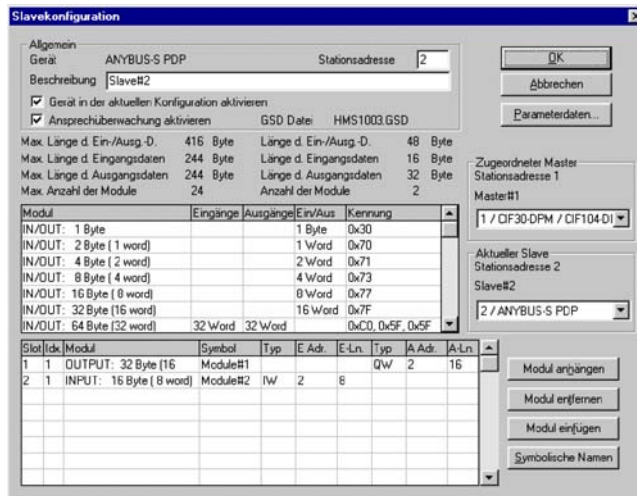 Slavekonfiguration
Allgemein
Gerät ANYBUS-S PDP Stationsadresse 2
Beschreibung Slave#2
Gerät in der aktuellen Konfiguration aktivieren
Ansprechüberwachung aktivieren GSD Datei HMS1003.GSD
OK
Abbrechen
Parameterdaten...
Max. Länge d. Ein-/Ausg.-D. 416 Byte Länge d. Ein-/Ausg.-D. 48 Byte
Max. Länge d. Eingangsdaten 244 Byte Länge d. Eingangsdaten 16 Byte
Max. Länge d. Ausgangsdaten 244 Byte Länge d. Ausgangsdaten 32 Byte
Max. Anzahl der Module 24 Anzahl der Module 2
Zugeordneter Master
Stationsadresse 1
Master#1
1 / CIF30-DPM / CIF104-DI
Modul Eingänge Ausgänge Ein/Aus Kennung
IN/OUT: 1 Byte 1 Byte 0x30
IN/OUT: 2 Byte ( 1 word) 1 Word 0x70
IN/OUT: 4 Byte ( 2 word) 2 Word 0x71
IN/OUT: 8 Byte ( 4 word) 4 Word 0x73
IN/OUT: 16 Byte ( 8 word) 8 Word 0x77
IN/OUT: 32 Byte (16 word) 16 Word 0x7F
IN/OUT: 64 Byte (32 word) 32 Word 32 Word 0xC0, 0x5F, 0x5F
Aktueller Slave
Stationsadresse 2
Slave#2
2 / ANYBUS-S PDP
Slot Idx. Modul Symbol Typ E Adr. E-Ln. Typ A Adr. A-Ln.
1 1 OUTPUT: 32 Byte (16 Module#1 QW 2 16
2 1 INPUT: 16 Byte ( 8 word) Module#2 IW 2 8
Modul anhängen
Modul entfernen
Modul einfügen
Symbolische Namen